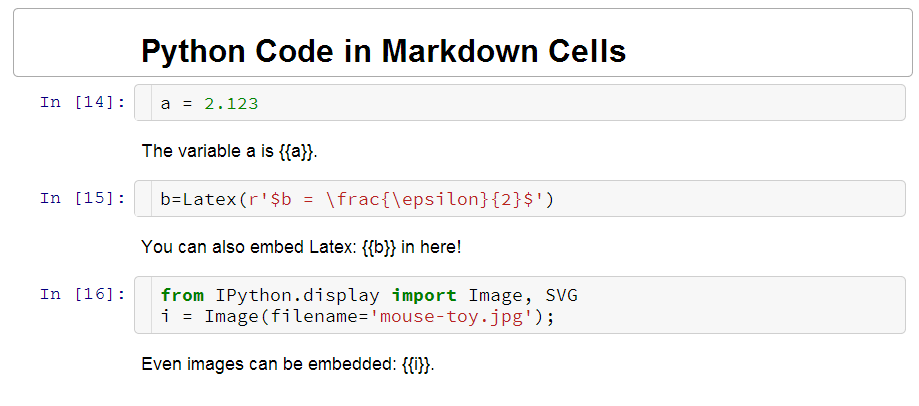 Python Code in Markdown Cells
In [14]: a = 2.123
The variable a is {{a}}.
In [15]: b=Latex(r'$b = \frac{\epsilon}{2}$')
You can also embed Latex: {{b}} in here!
In [16]: from IPython.display import Image, SVG
i = Image(filename='mouse-toy.jpg');
Even images can be embedded: {{i}}.